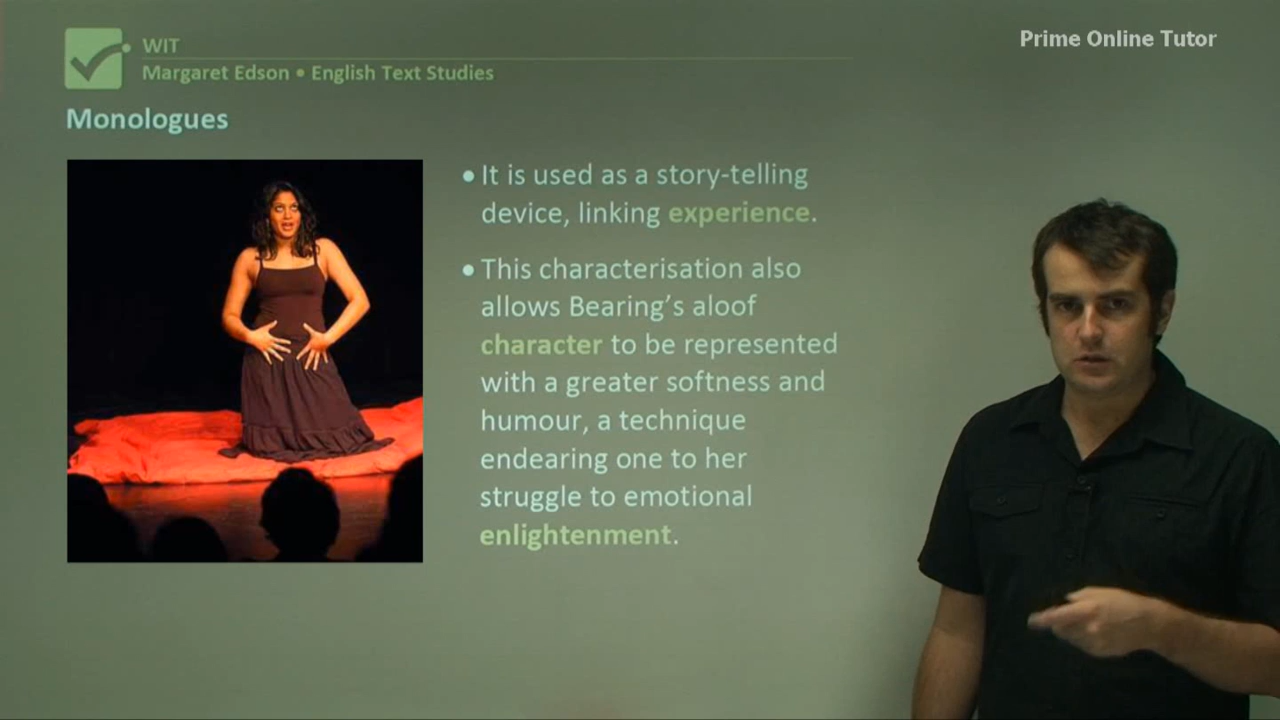 WIT
Prime Online Tutor
Margaret Edson • English Text Studies
Monologues
• It is used as a story-telling
device, linking experience.
• This characterisation also
allows Bearing's aloof
character to be represented
with a greater softness and
humour, a technique
endearing one to her
struggle to emotional
enlightenment.